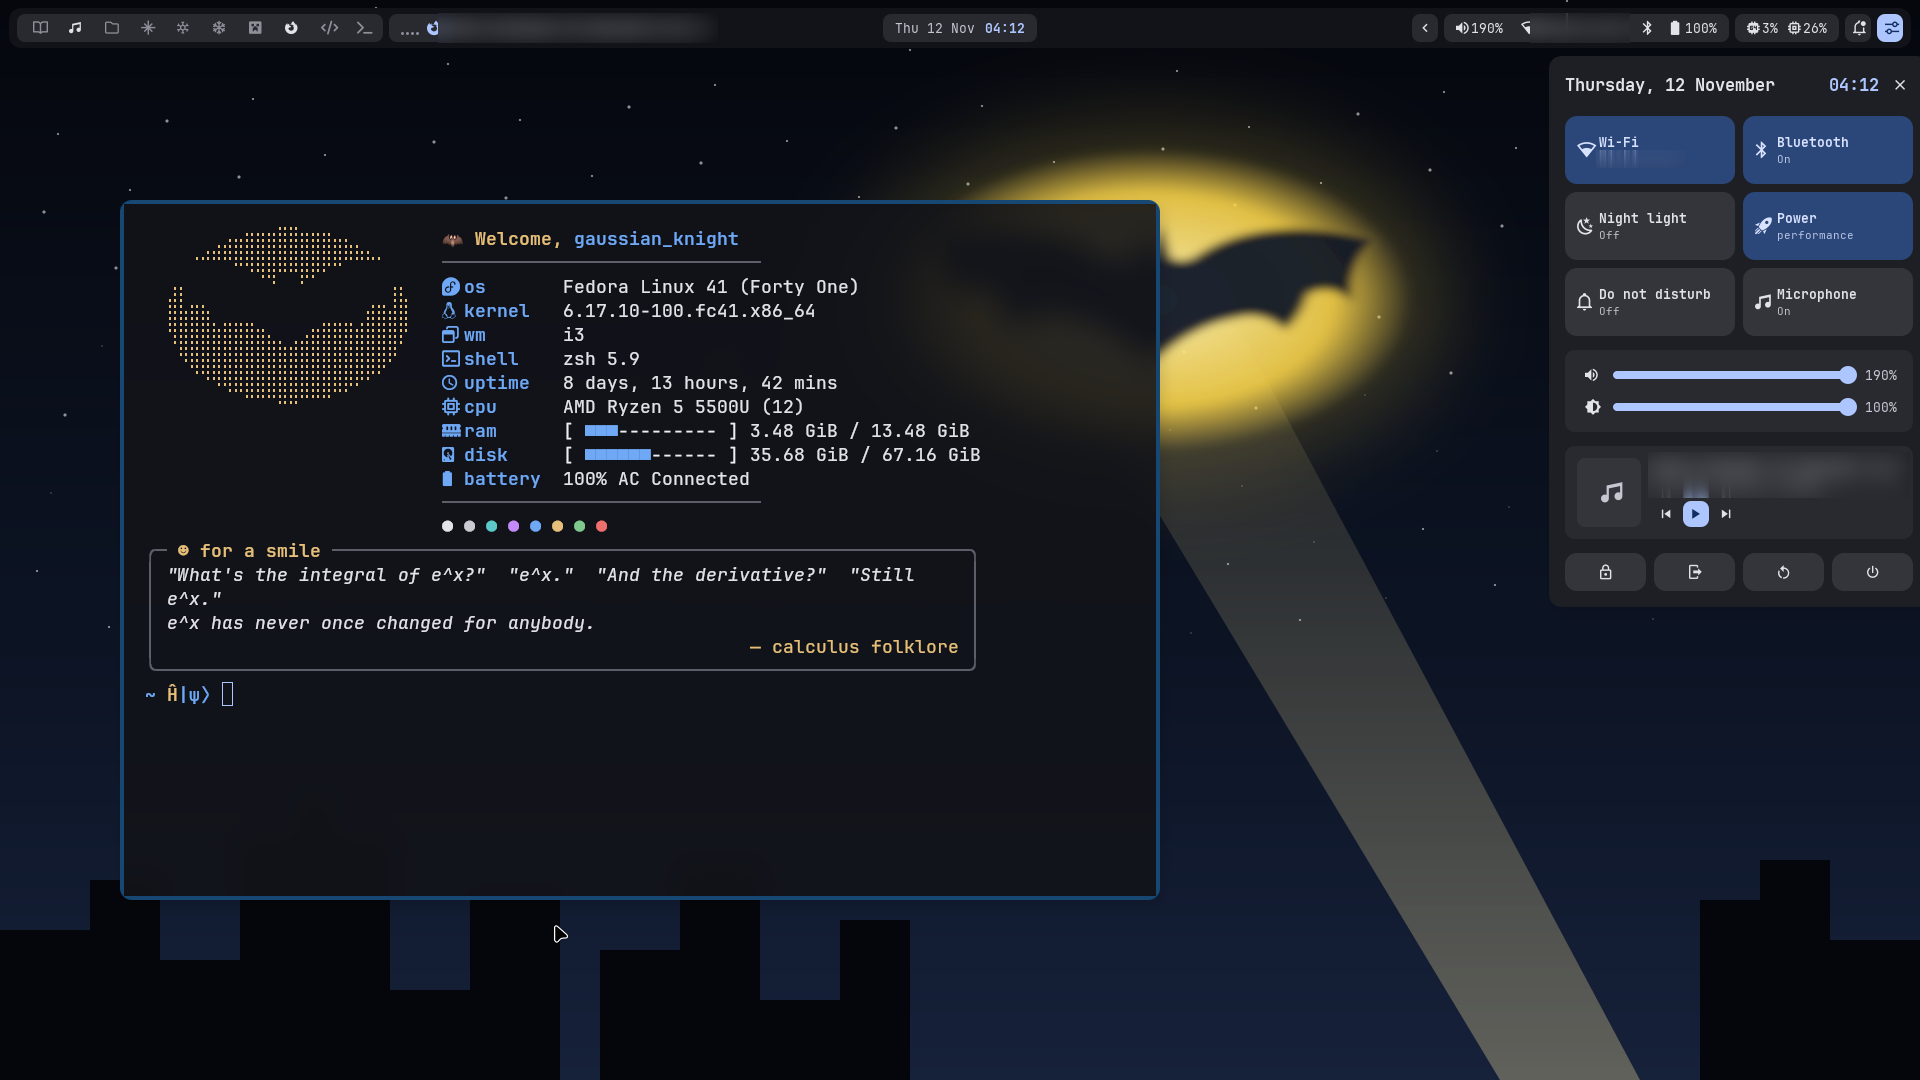 Thu 12 Nov 04:12
190%
100%
3% 26%
Thursday, 12 November 04:12
Wi-Fi
Bluetooth
On
Night light
Off
Power
performance
Do not disturb
Off
Microphone
On
190%
100%
Welcome, gaussian_knight
os Fedora Linux 41 (Forty One)
kernel 6.17.10-100.fc41.x86_64
wm i3
shell zsh 5.9
uptime 8 days, 13 hours, 42 mins
cpu AMD Ryzen 5 5500U (12)
ram [ ■■■--------- ] 3.48 GiB / 13.48 GiB
disk [ ■■■■■■------ ] 35.68 GiB / 67.16 GiB
battery 100% AC Connected
for a smile
"What's the integral of e^x?" "e^x." "And the derivative?" "Still
e^x."
e^x has never once changed for anybody.
— calculus folklore
~ Ĥ|ψ⟩